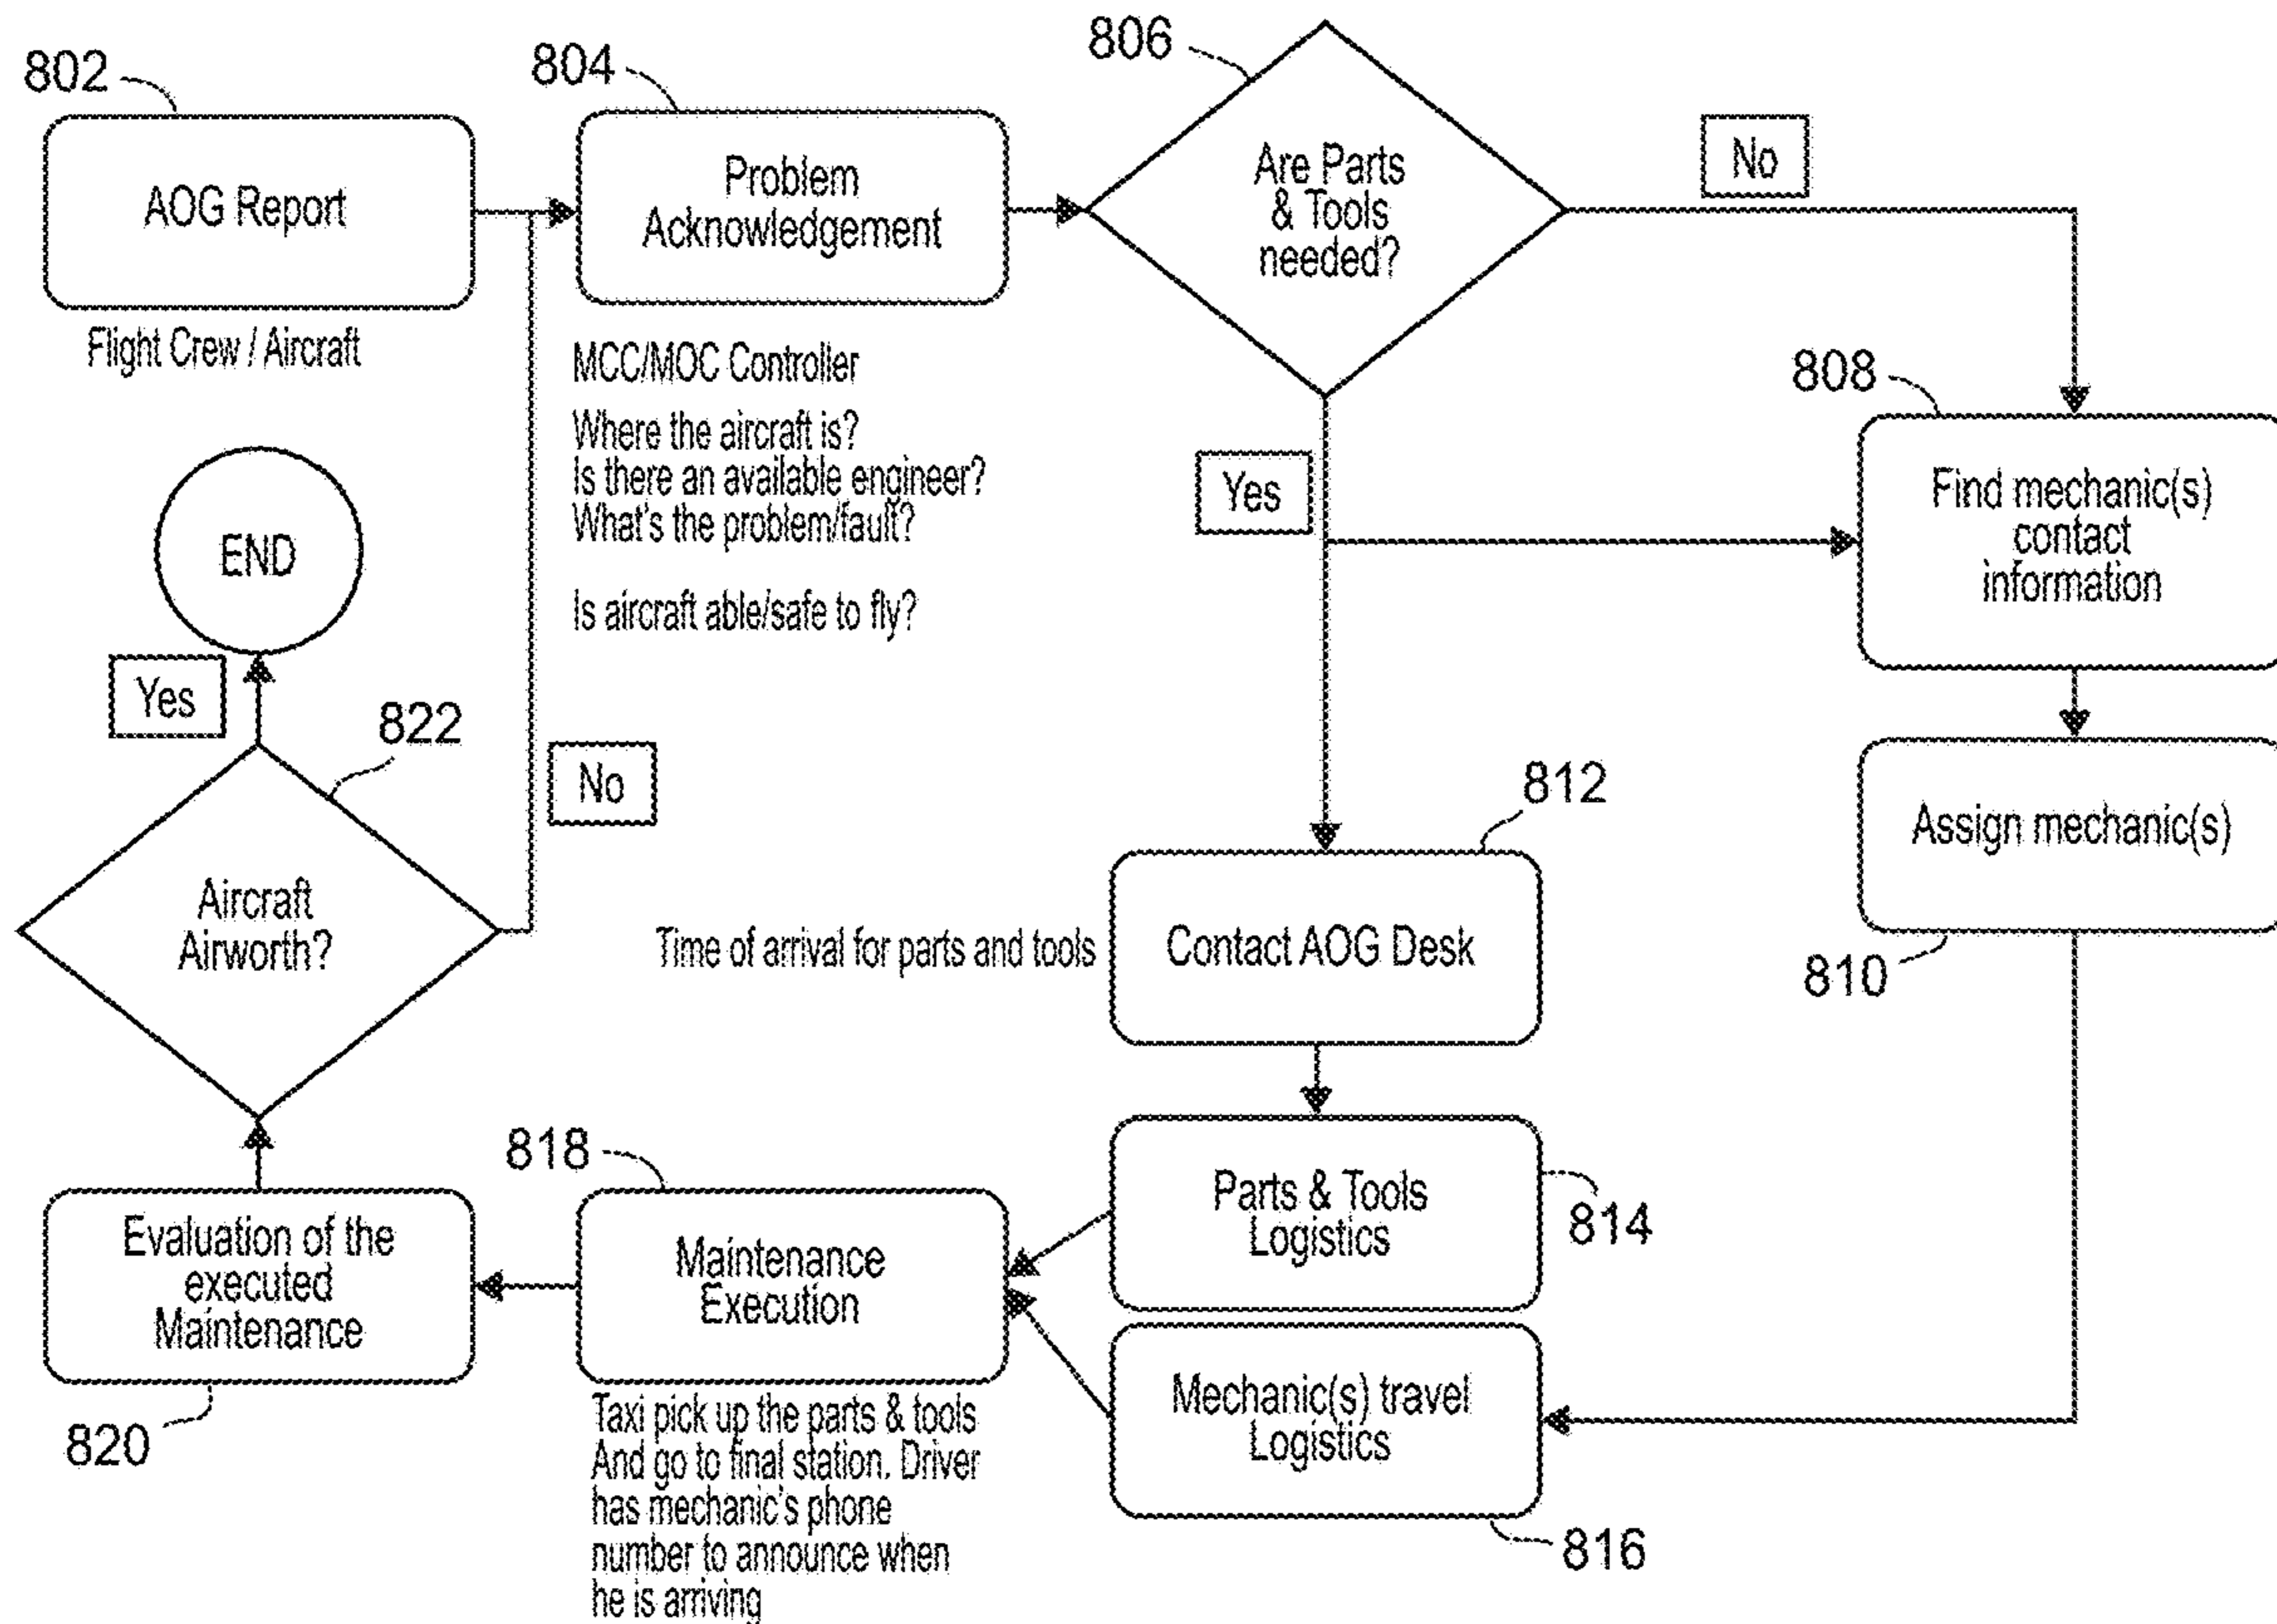 802
AOG Report
Flight Crew / Aircraft
804
Problem
Acknowledgement
MCC/MOC Controller
Where the aircraft is?
Is there an available engineer?
What's the problem/fault?
Is aircraft able/safe to fly?
806
Are Parts
& Tools
needed?
No
Yes
808
Find mechanic(s)
contact
information
Assign mechanic(s)
810
812
Time of arrival for parts and tools
Contact AOG Desk
Parts & Tools
Logistics
814
Mechanic(s) travel
Logistics
816
818
Maintenance
Execution
Taxi pick up the parts & tools
And go to final station. Driver
has mechanic's phone
number to announce when
he is arriving
Evaluation of the
executed
Maintenance
820
822
Aircraft
Airworth?
No
Yes
END